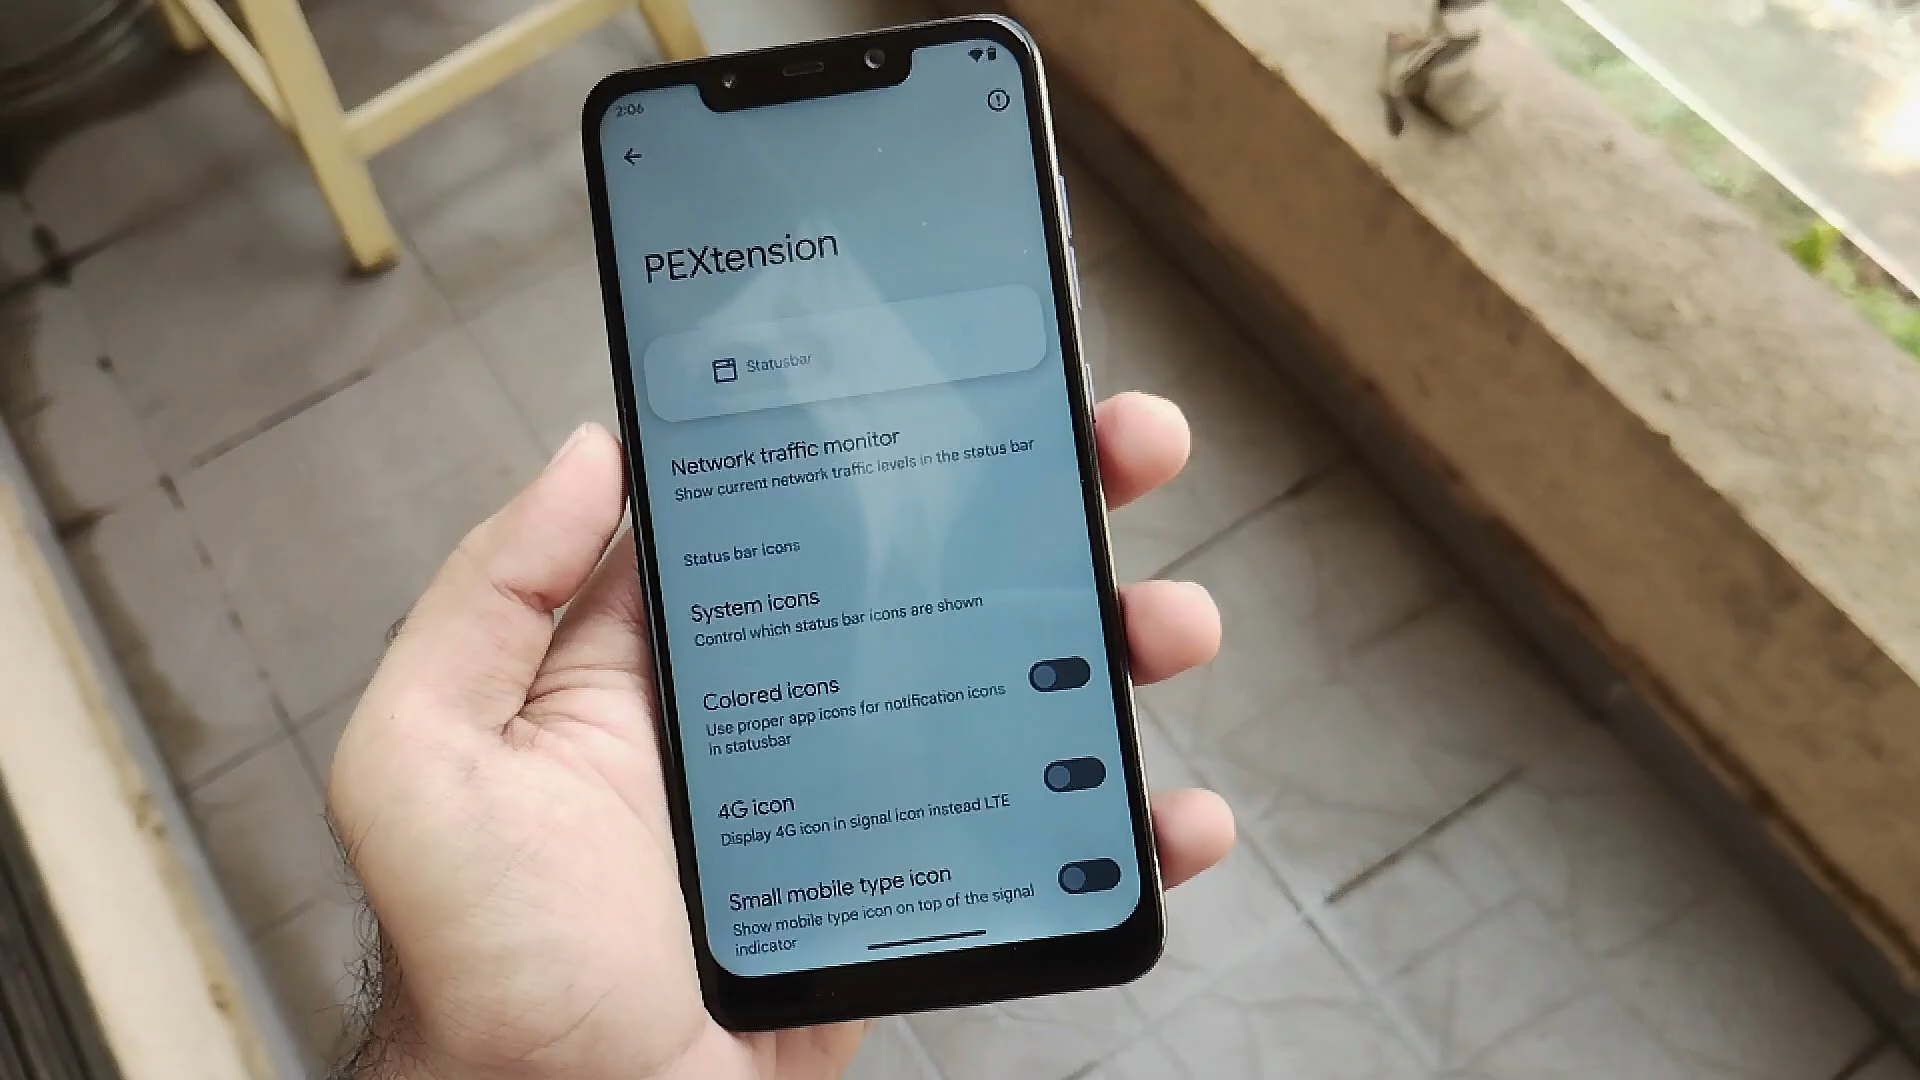 2:06
PEXtension
Statusbar
Network traffic monitor
Show current network traffic levels in the status bar
Status bar icons
System icons
Control which status bar icons are shown
Colored icons
Use proper app icons for notification icons
in statusbar
4G icon
Display 4G icon in signal icon instead LTE
Small mobile type icon
Show mobile type icon on top of the signal
indicator